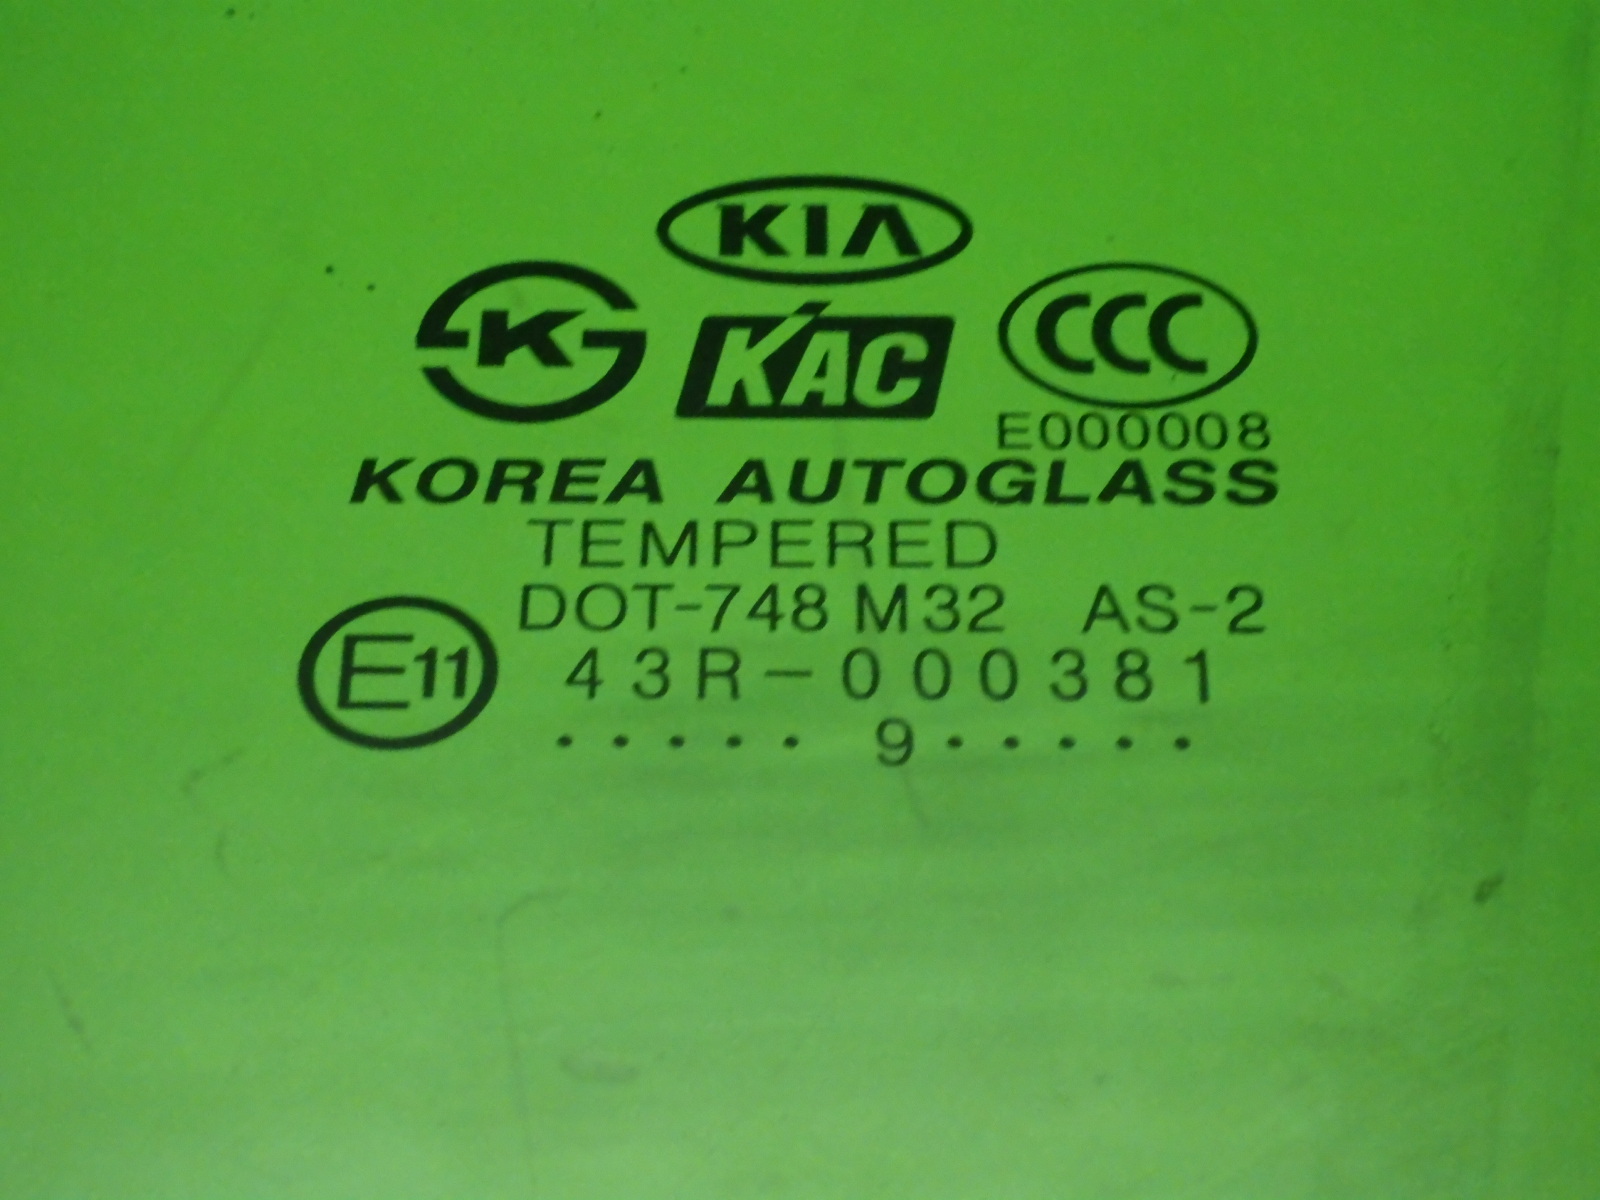 KIA
K
KAC
CCC
E000008
KOREA AUTOGLASS
TEMPERED
DOT-748 M32 AS-2
E11
43R-000381
.....9.....